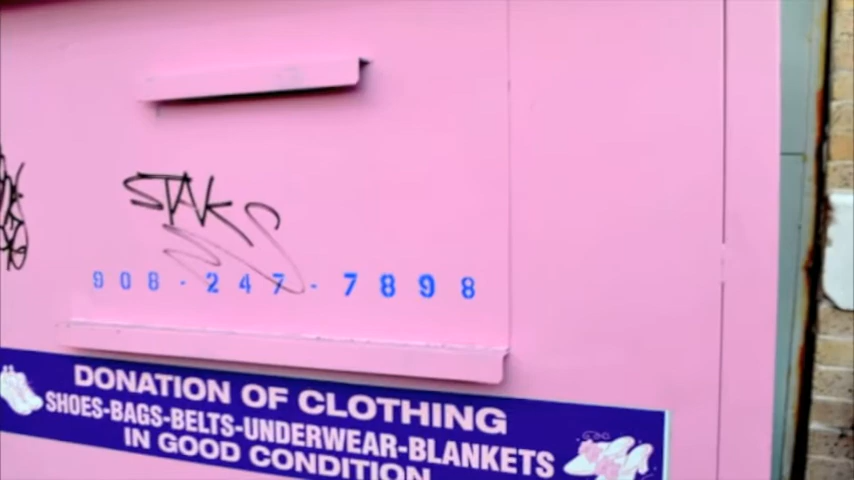 STAKS
908-247-7898
DONATION OF CLOTHING
SHOES-BAGS-BELTS-UNDERWEAR-BLANKETS
IN GOOD CONDITION